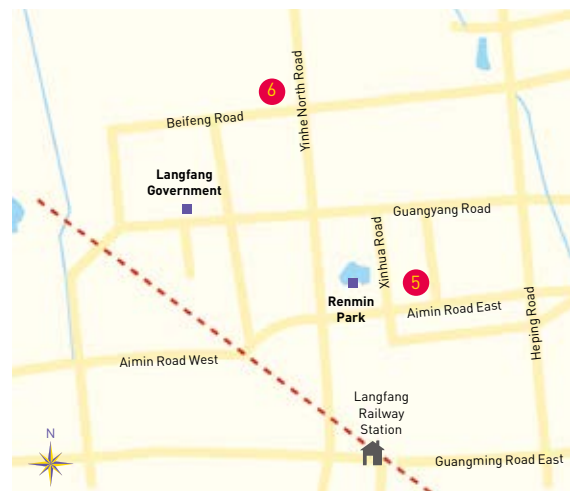 6
Yinhe North Road
Beifeng Road
Langfang
Government
Guangyang Road
Xinhua Road
5
Renmin
Park
Aimin Road East
Heping Road
Aimin Road West
Langfang
Railway
Station
N
Guangming Road East